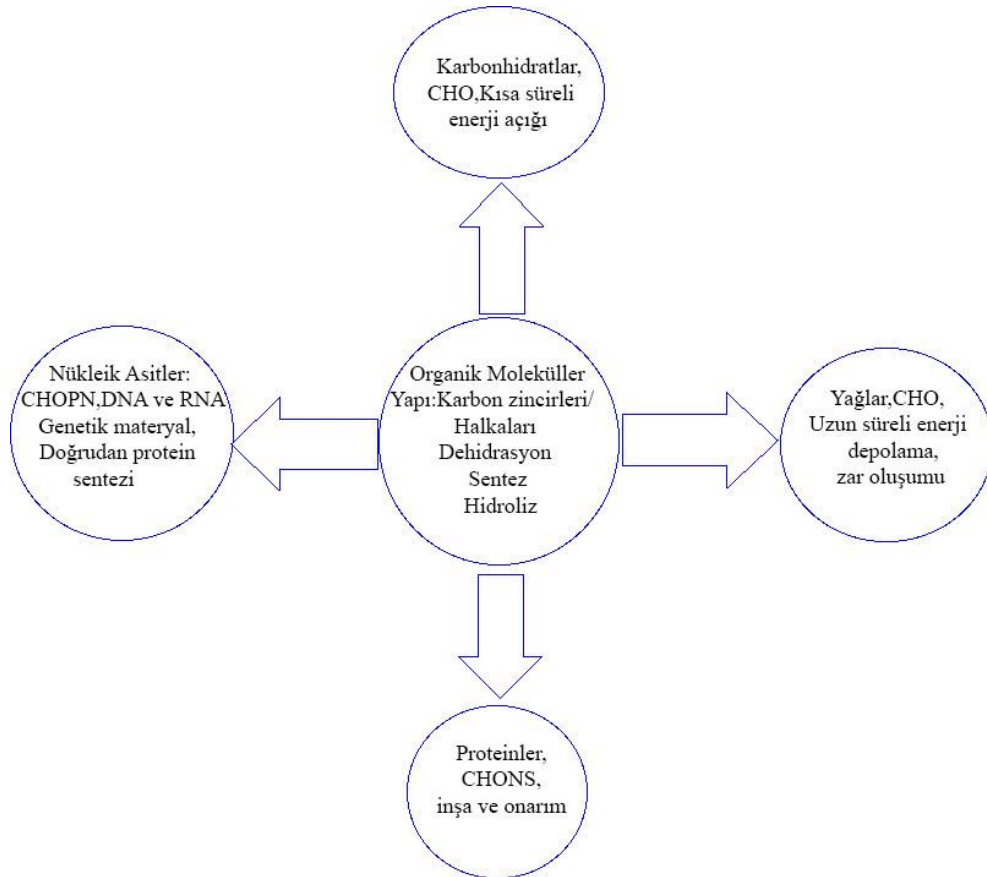 Karbonhidratlar,
CHO,Kısa süreli
enerji açığı
Nükleik Asitler:
CHOPN,DNA ve RNA
Genetik materyal,
Doğrudan protein
sentezi
Organik Moleküller
Yapı:Karbon zincirleri/
Halkaları
Dehidrasyon
Sentez
Hidroliz
Yağlar,CHO,
Uzun süreli enerji
depolama,
zar oluşumu
Proteinler,
CHONS,
inşa ve onarım